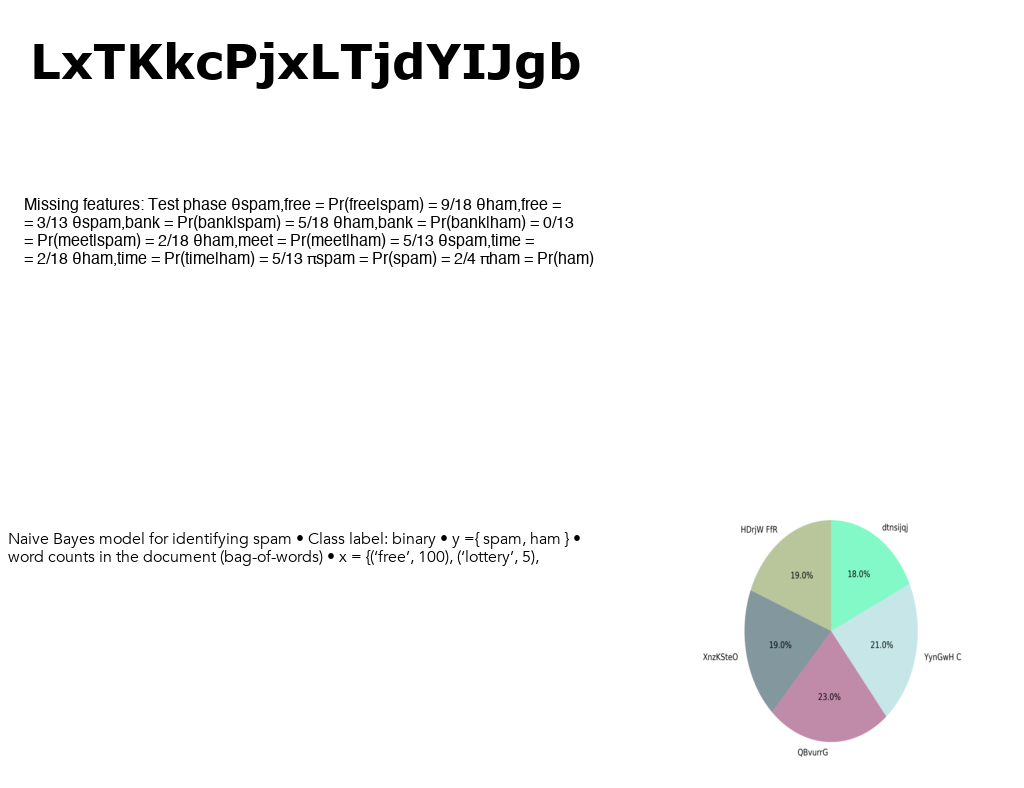 LxTKkcPjxLTjdYIJgb
Missing features: Test phase θspam,free = Pr(free|spam) = 9/18 θham,free =
= 3/13 θspam,bank = Pr(bank|spam) = 5/18 θham,bank = Pr(bank|ham) = 0/13
= Pr(meet|spam) = 2/18 θham,meet = Pr(meet|ham) = 5/13 θspam,time =
= 2/18 θham,time = Pr(time|ham) = 5/13 πspam = Pr(spam) = 2/4 πham = Pr(ham)
Naive Bayes model for identifying spam • Class label: binary • y ={ spam, ham } •
word counts in the document (bag-of-words) • x = {(‘free’, 100), (‘lottery’, 5),
HDrjW FfR
dtnsijqj
19.0%
18.0%
XnzKSteO
19.0%
21.0%
YynGwH C
23.0%
QBvurrG